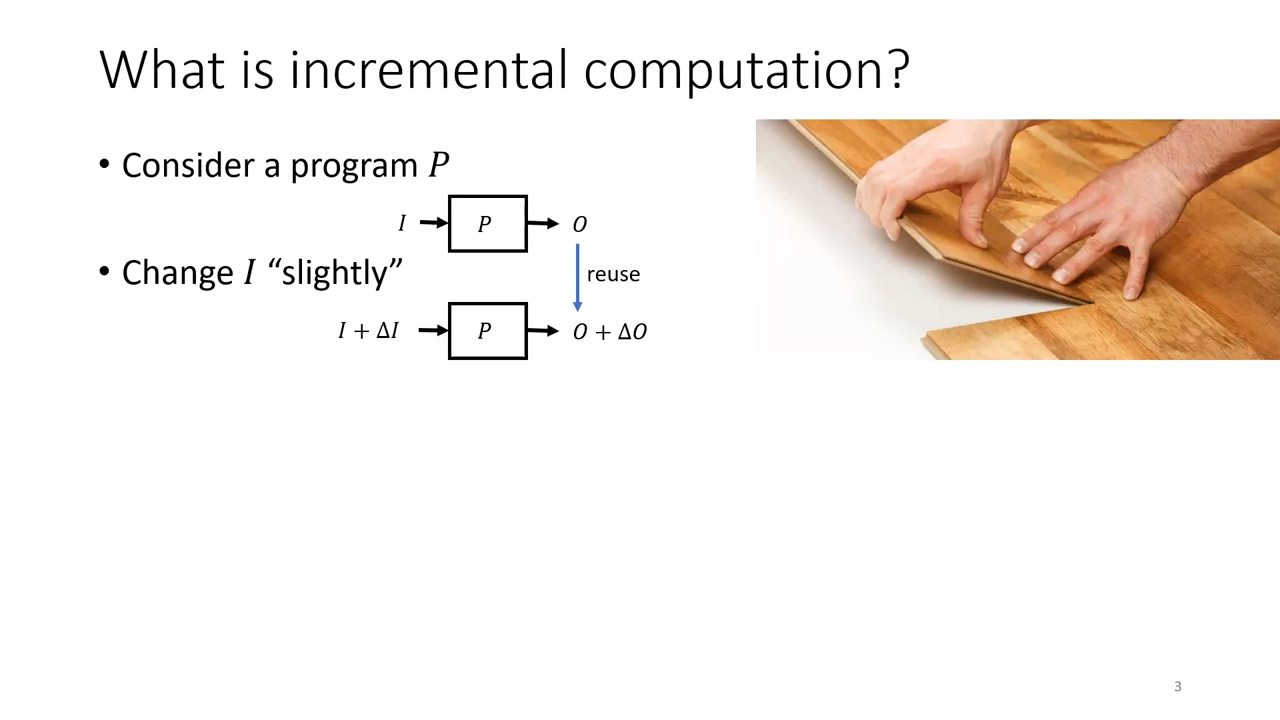 What is incremental computation?
• Consider a program P
I P O
• Change I “slightly”
reuse
I + ΔI P O + ΔO
3